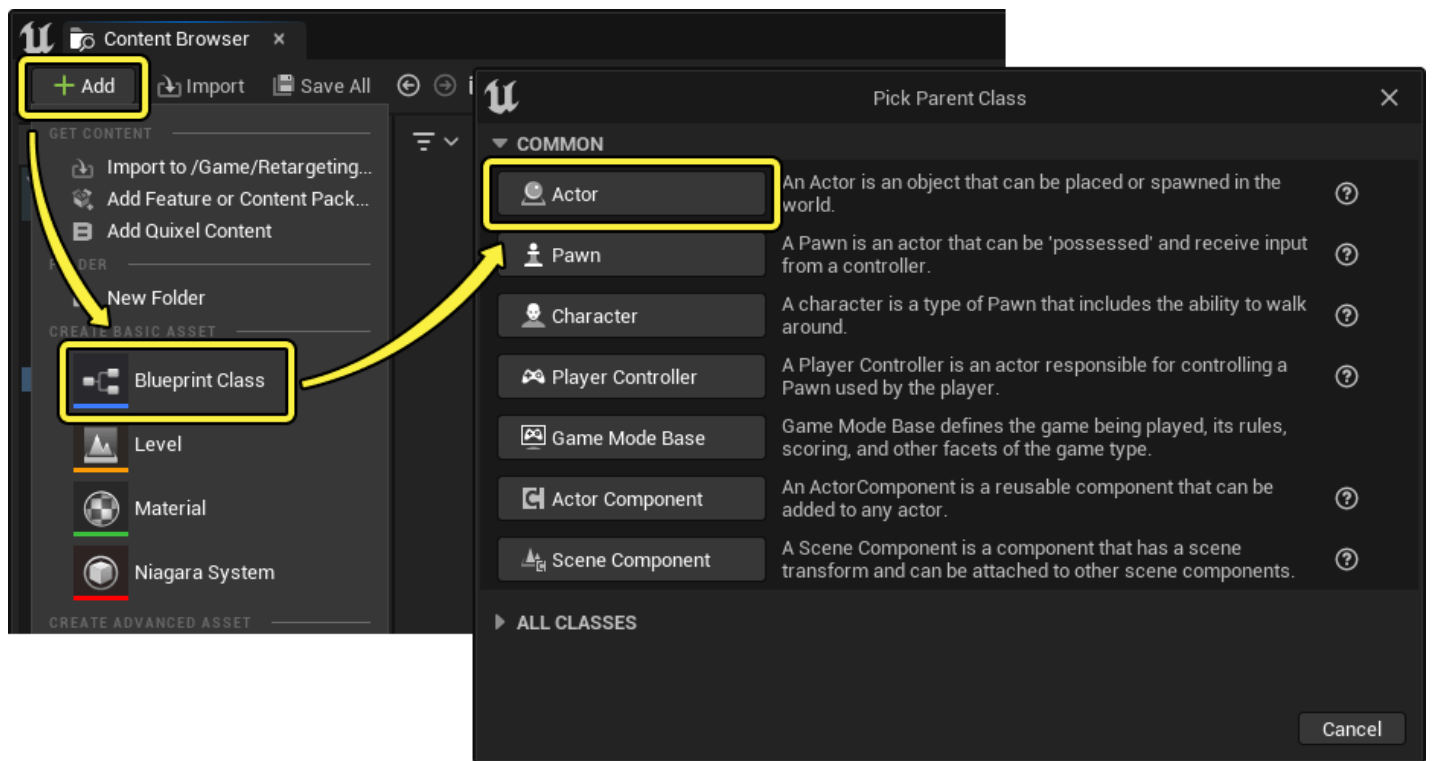 Content Browser
Add
Import
Save All
GET CONTENT
Import to /Game/Retargeting...
Add Feature or Content Pack...
Add Quixel Content
New Folder
CREATE BASIC ASSET
Blueprint Class
Level
Material
Niagara System
CREATE ADVANCED ASSET
Pick Parent Class
COMMON
Actor
An Actor is an object that can be placed or spawned in the
world.
Pawn
A Pawn is an actor that can be 'possessed' and receive input
from a controller.
Character
A character is a type of Pawn that includes the ability to walk
around.
Player Controller
A Player Controller is an actor responsible for controlling a
Pawn used by the player.
Game Mode Base
Game Mode Base defines the game being played, its rules,
scoring, and other facets of the game type.
Actor Component
An ActorComponent is a reusable component that can be
added to any actor.
Scene Component
A Scene Component is a component that has a scene
transform and can be attached to other scene components.
ALL CLASSES
Cancel